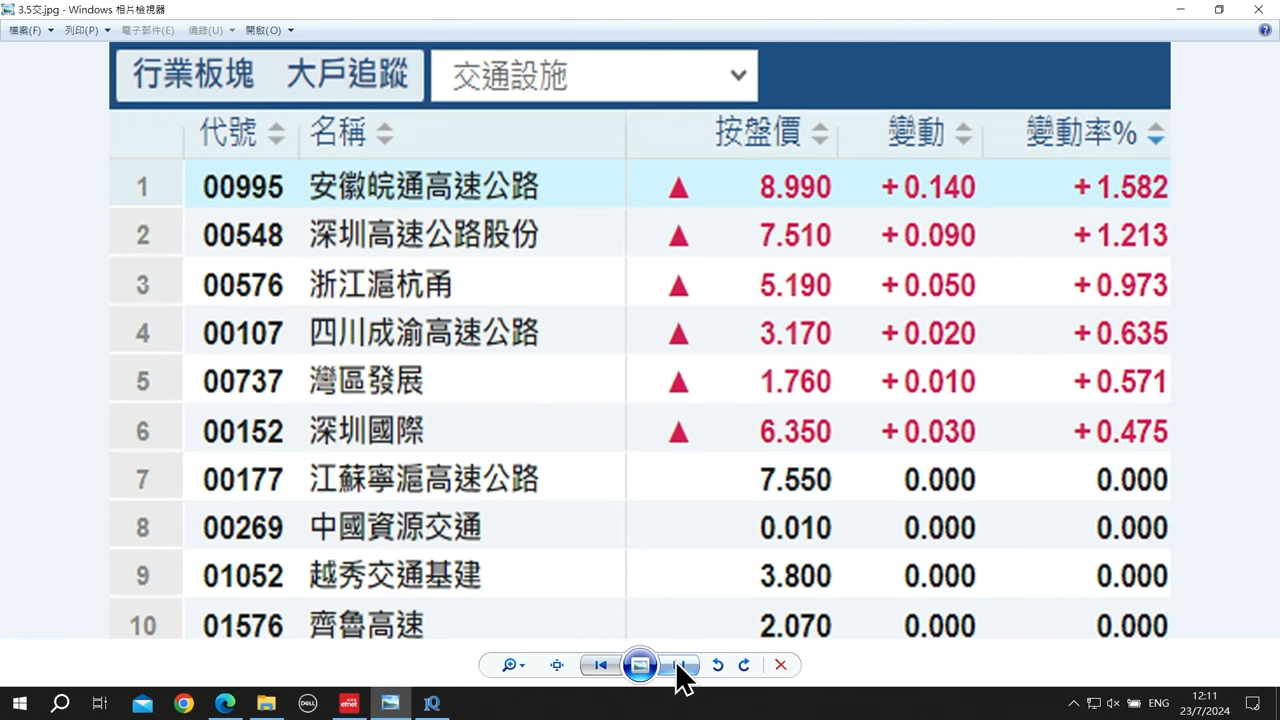 3.5交.jpg - Windows 相片檢視器
檔案(F) 列印(P) 電子郵件(E) 燒錄(U) 開啟(O)
行業板塊 大戶追蹤 交通設施
代號 名稱 按盤價 變動 變動率%
1 00995 安徽皖通高速公路 ▲ 8.990 +0.140 +1.582
2 00548 深圳高速公路股份 ▲ 7.510 +0.090 +1.213
3 00576 浙江滬杭甬 ▲ 5.190 +0.050 +0.973
4 00107 四川成渝高速公路 ▲ 3.170 +0.020 +0.635
5 00737 灣區發展 ▲ 1.760 +0.010 +0.571
6 00152 深圳國際 ▲ 6.350 +0.030 +0.475
7 00177 江蘇寧滬高速公路 7.550 0.000 0.000
8 00269 中國資源交通 0.010 0.000 0.000
9 01052 越秀交通基建 3.800 0.000 0.000
10 01576 齊魯高速 2.070 0.000 0.000
DELL etnet IQ ENG 12:11
23/7/2024